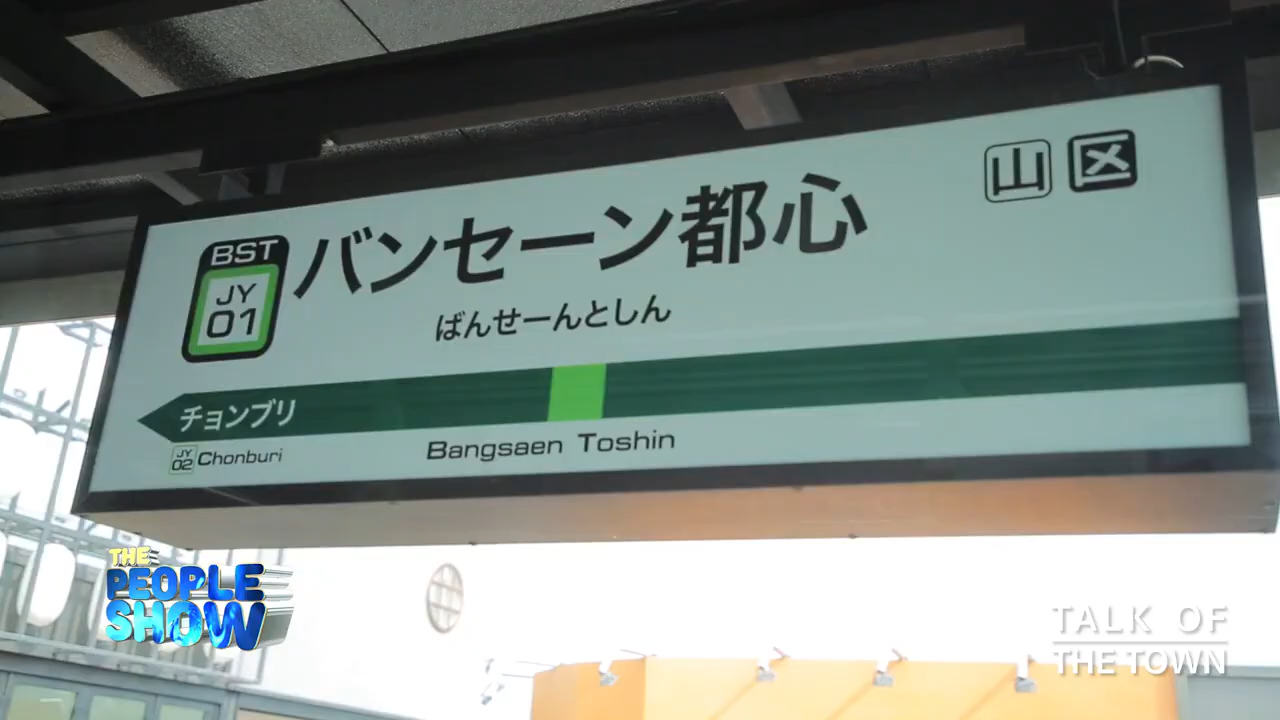 山 区
BST
JY
01
バンセーン都心
ばんせーんとしん
チョンブリ
JY
02
Chonburi
Bangsaen Toshin
THE
PEOPLE
SHOW
TALK OF
THE TOWN